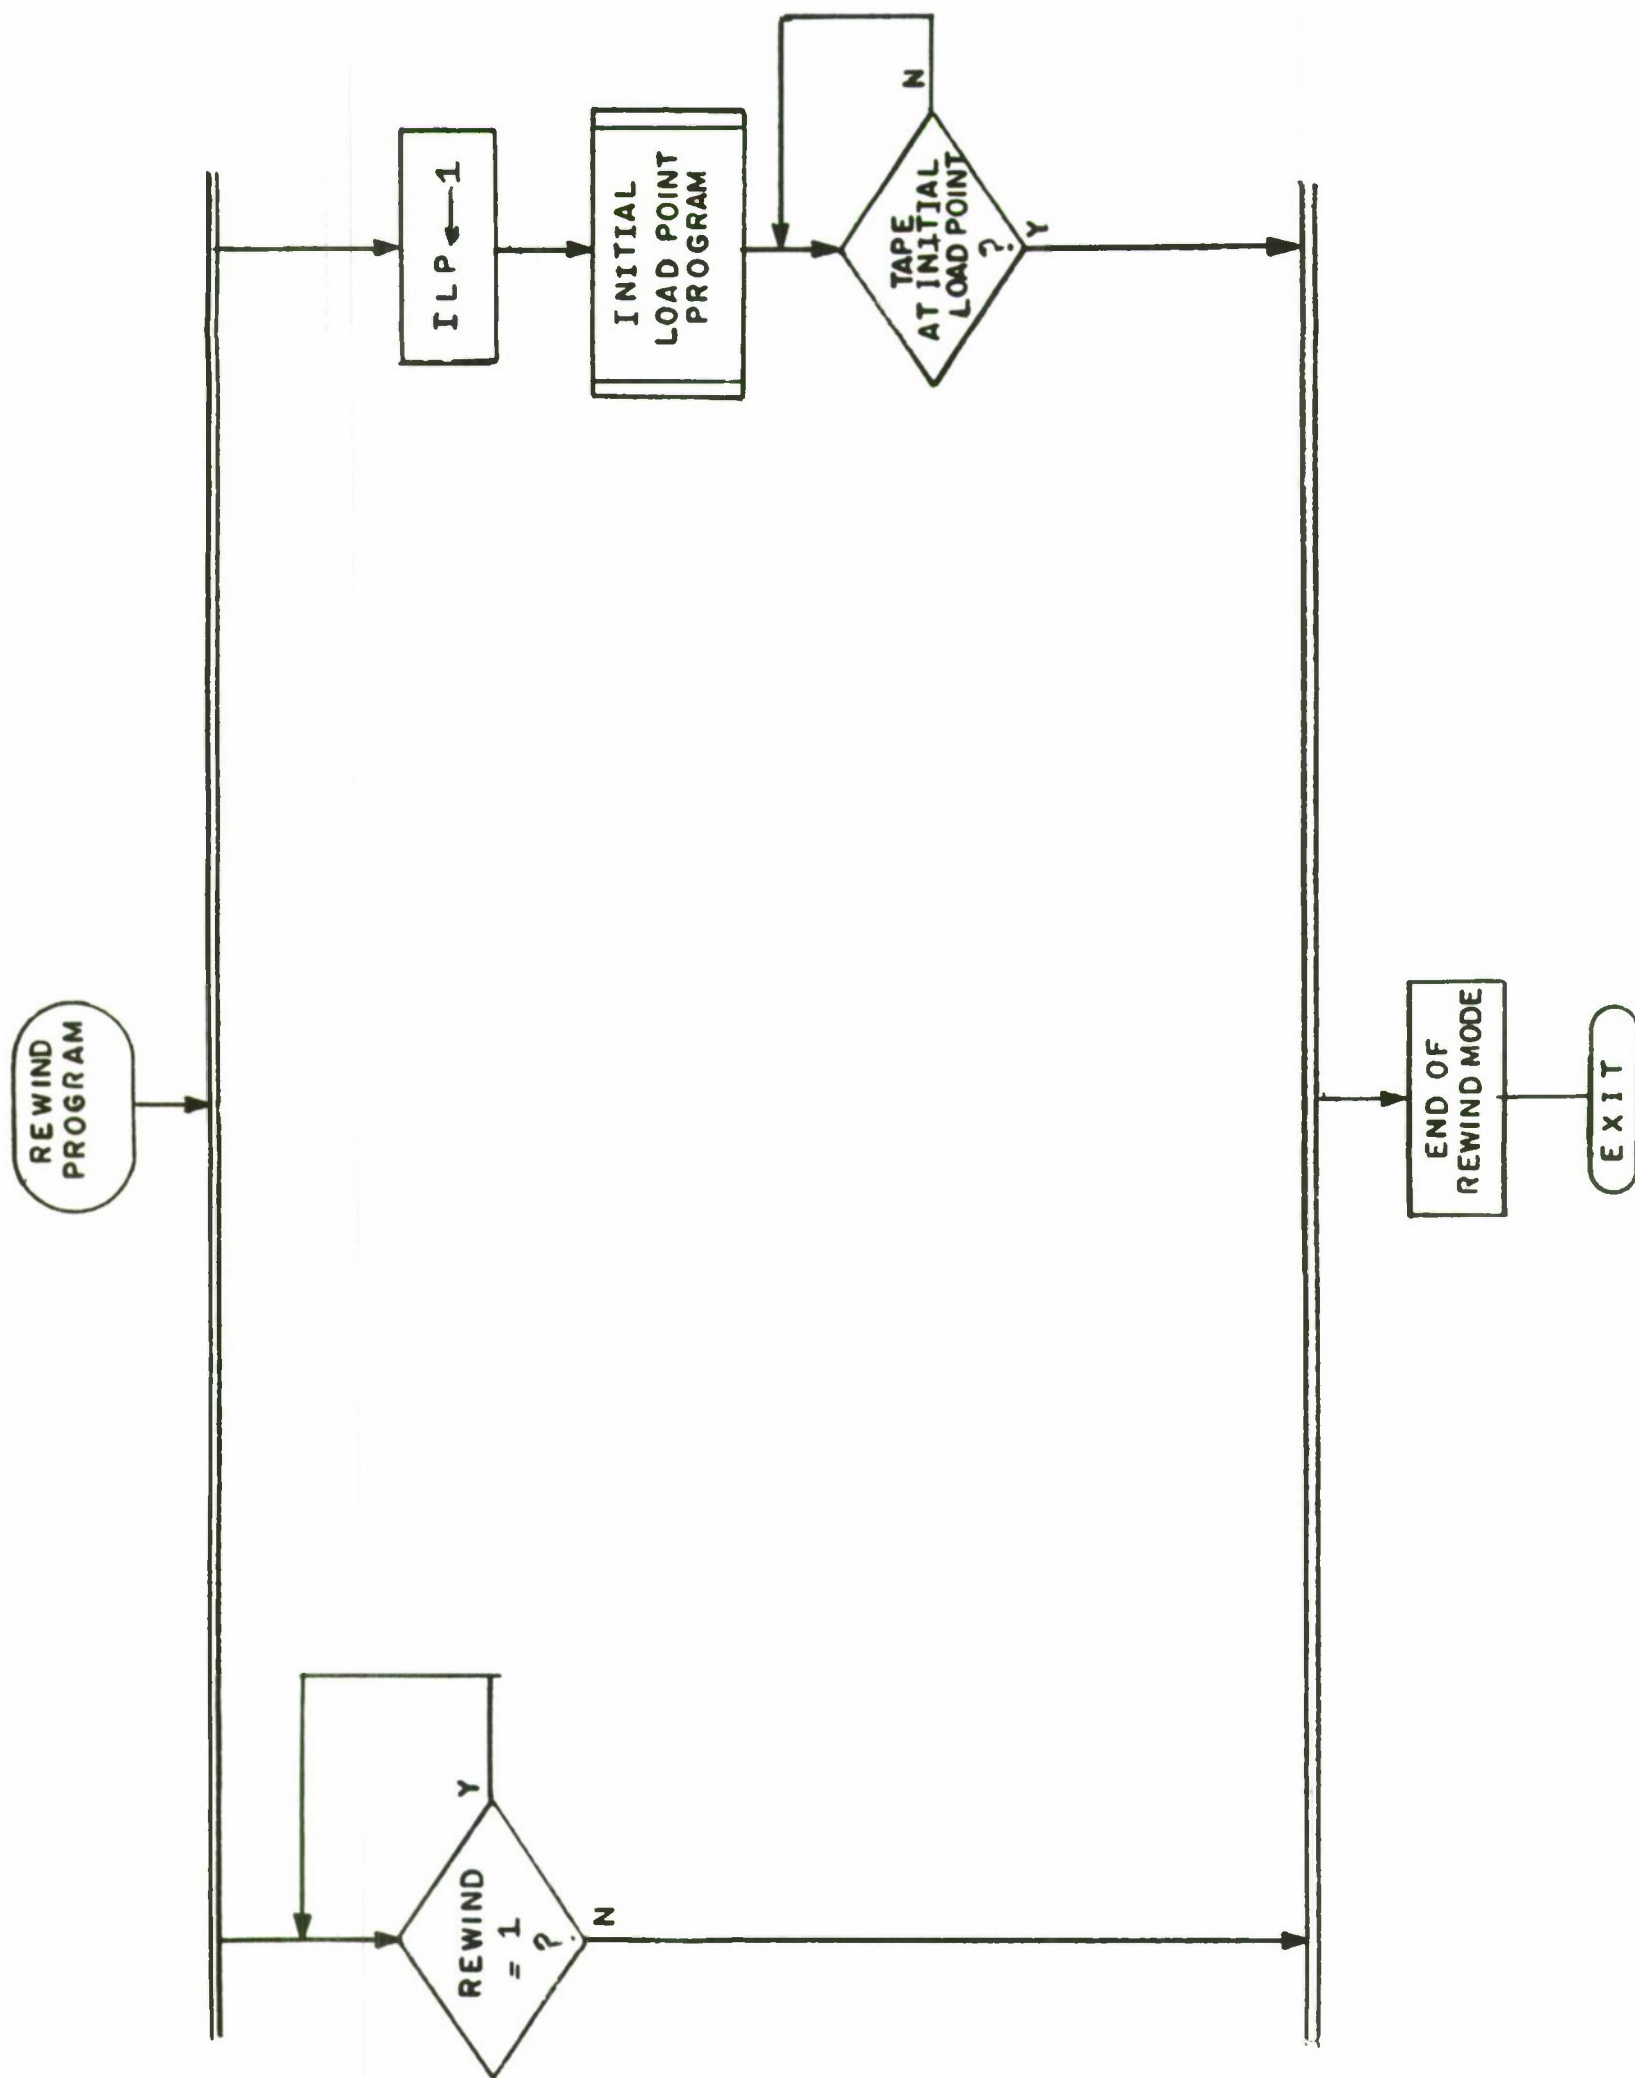 REWIND
PROGRAM
REWIND
= 1
?
Y
N
ILP ← 1
INITIAL
LOAD POINT
PROGRAM
TAPE
AT INITIAL
LOAD POINT
?
N
Y
END OF
REWIND MODE
EXIT